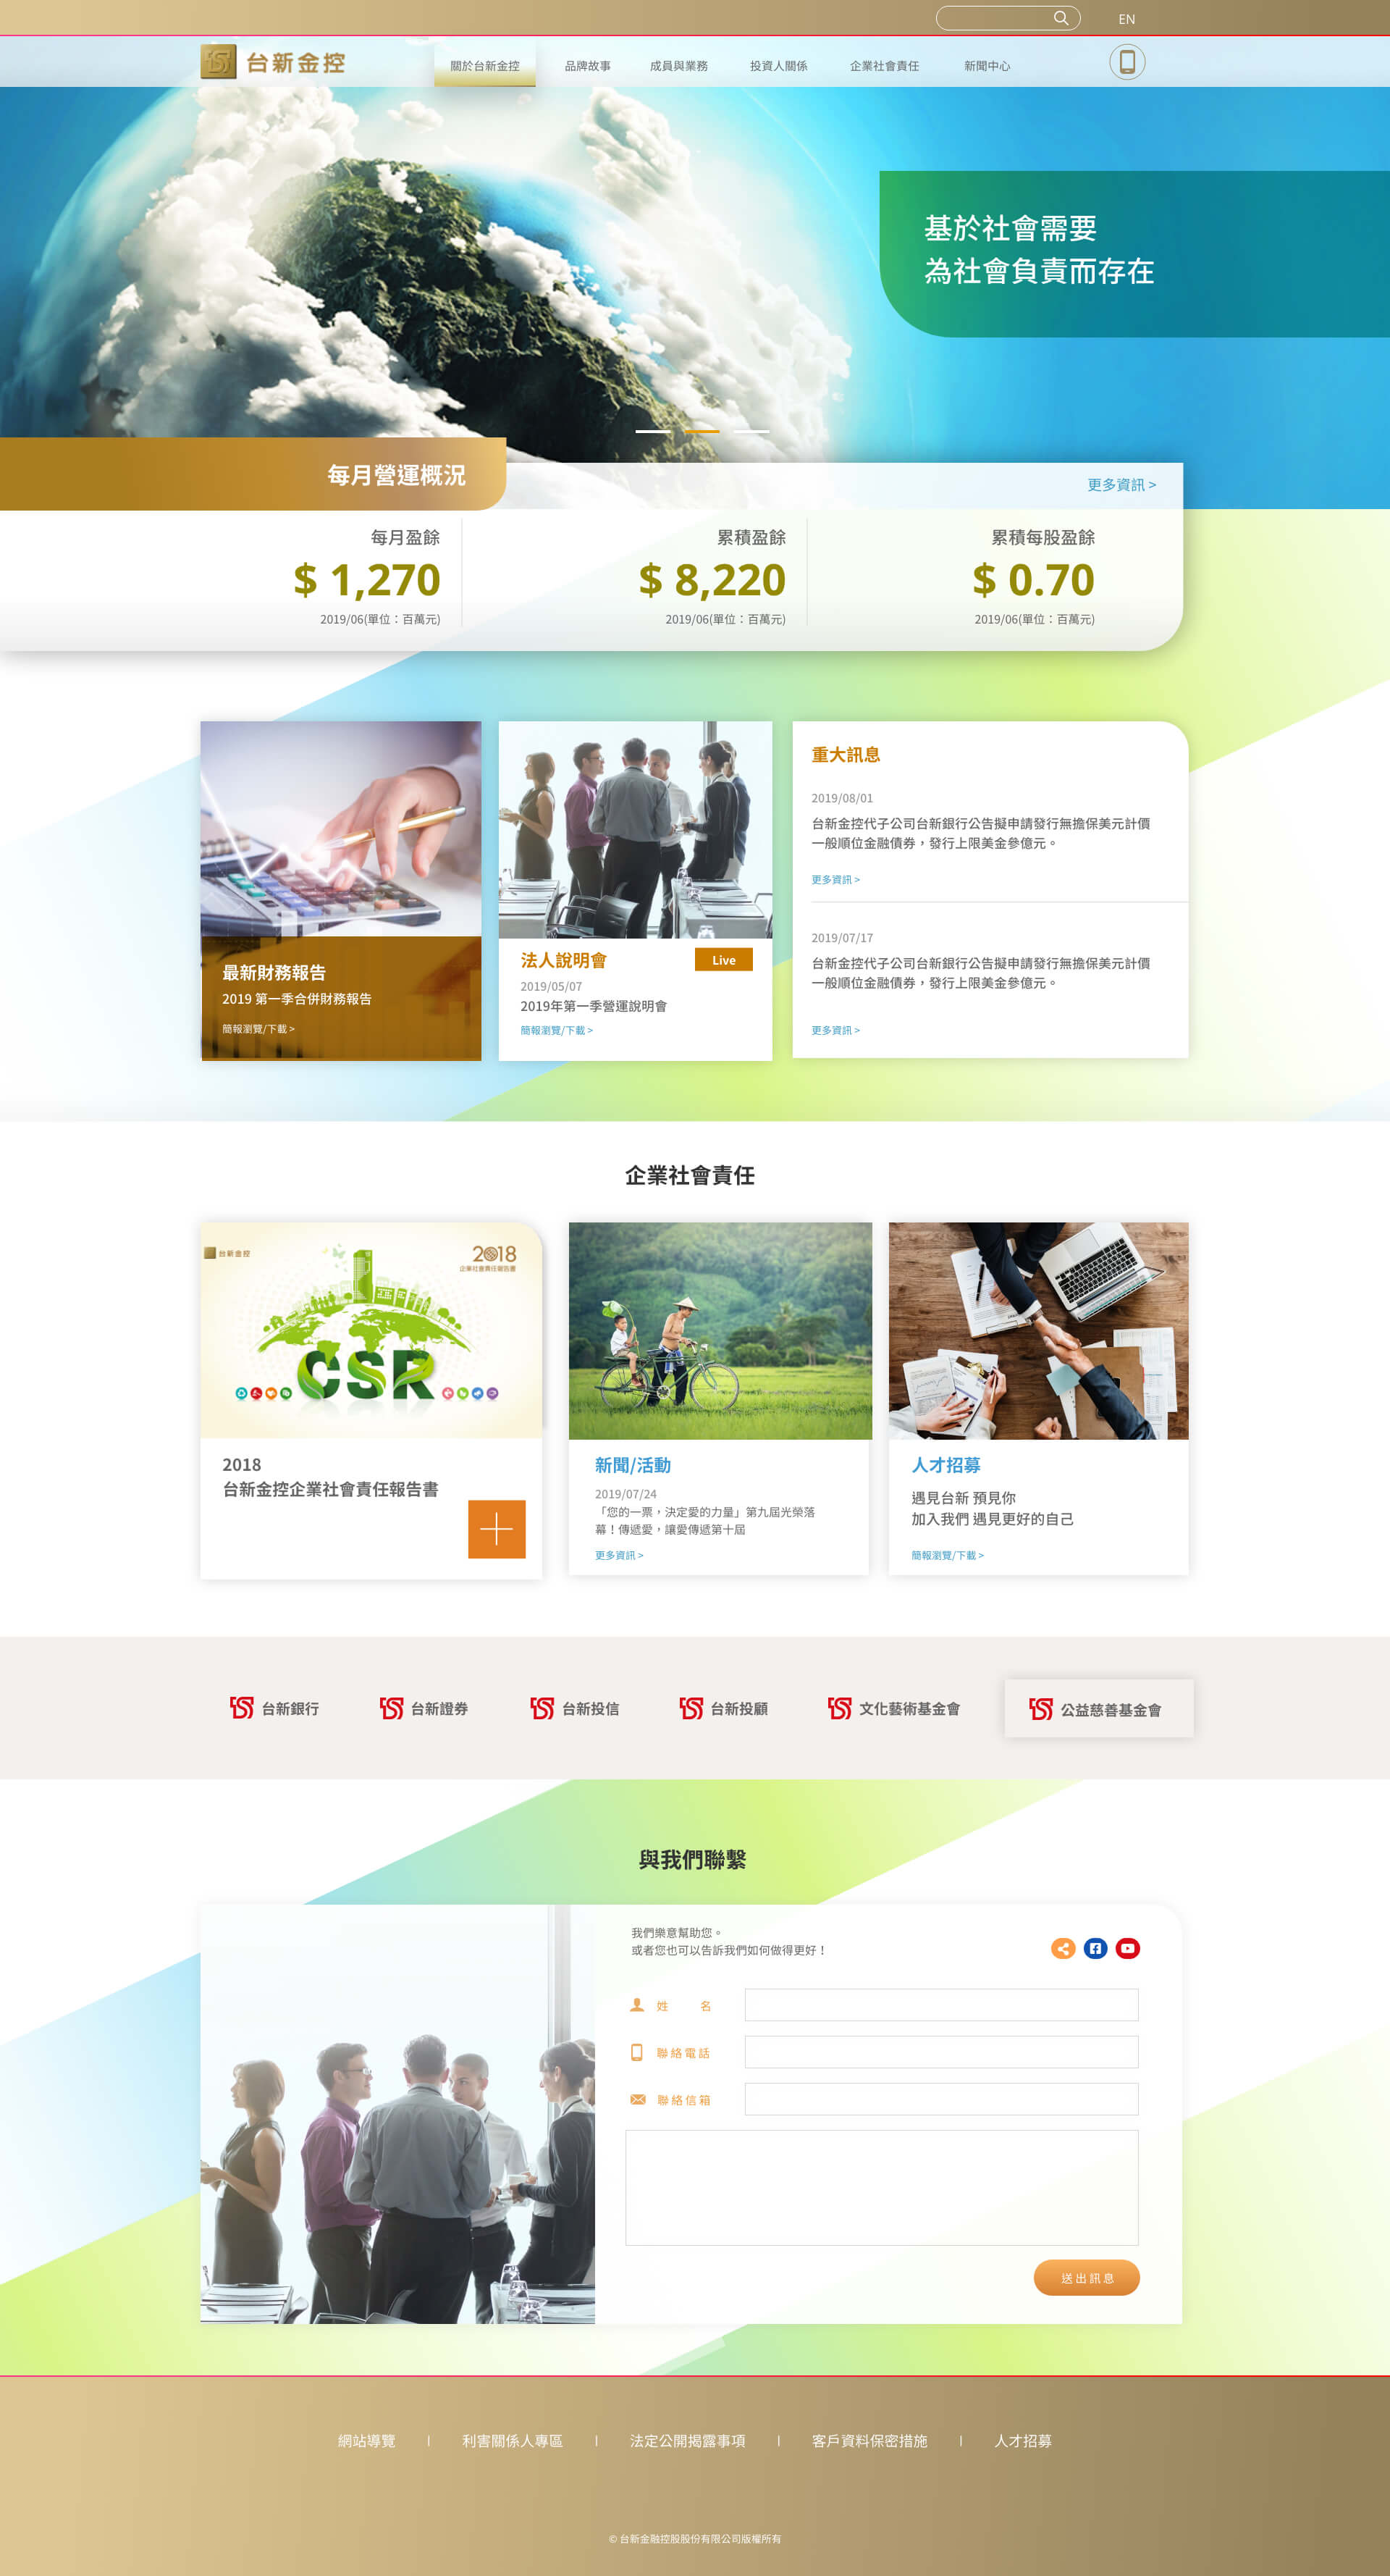 EN
台新金控
關於台新金控
品牌故事
成員與業務
投資人關係
企業社會責任
新聞中心
基於社會需要
為社會負責而存在
每月營運概況
更多資訊 >
每月盈餘
$ 1,270
2019/06(單位：百萬元)
累積盈餘
$ 8,220
2019/06(單位：百萬元)
累積每股盈餘
$ 0.70
2019/06(單位：百萬元)
最新財務報告
2019 第一季合併財務報告
簡報瀏覽/下載 >
法人說明會
Live
2019/05/07
2019年第一季營運說明會
簡報瀏覽/下載 >
重大訊息
2019/08/01
台新金控代子公司台新銀行公告擬申請發行無擔保美元計價
一般順位金融債券，發行上限美金參億元。
更多資訊 >
2019/07/17
台新金控代子公司台新銀行公告擬申請發行無擔保美元計價
一般順位金融債券，發行上限美金參億元。
更多資訊 >
企業社會責任
台新金控
2018
企業社會責任報告書
CSR
2018
台新金控企業社會責任報告書
新聞/活動
2019/07/24
「您的一票，決定愛的力量」第九屆光榮落
幕！傳遞愛，讓愛傳遞第十屆
更多資訊 >
人才招募
遇見台新 預見你
加入我們 遇見更好的自己
簡報瀏覽/下載 >
台新銀行
台新證券
台新投信
台新投顧
文化藝術基金會
公益慈善基金會
與我們聯繫
我們樂意幫助您。
或者您也可以告訴我們如何做得更好！
姓 名
聯絡電話
聯絡信箱
送出訊息
網站導覽
利害關係人專區
法定公開揭露事項
客戶資料保密措施
人才招募
© 台新金融控股股份有限公司版權所有